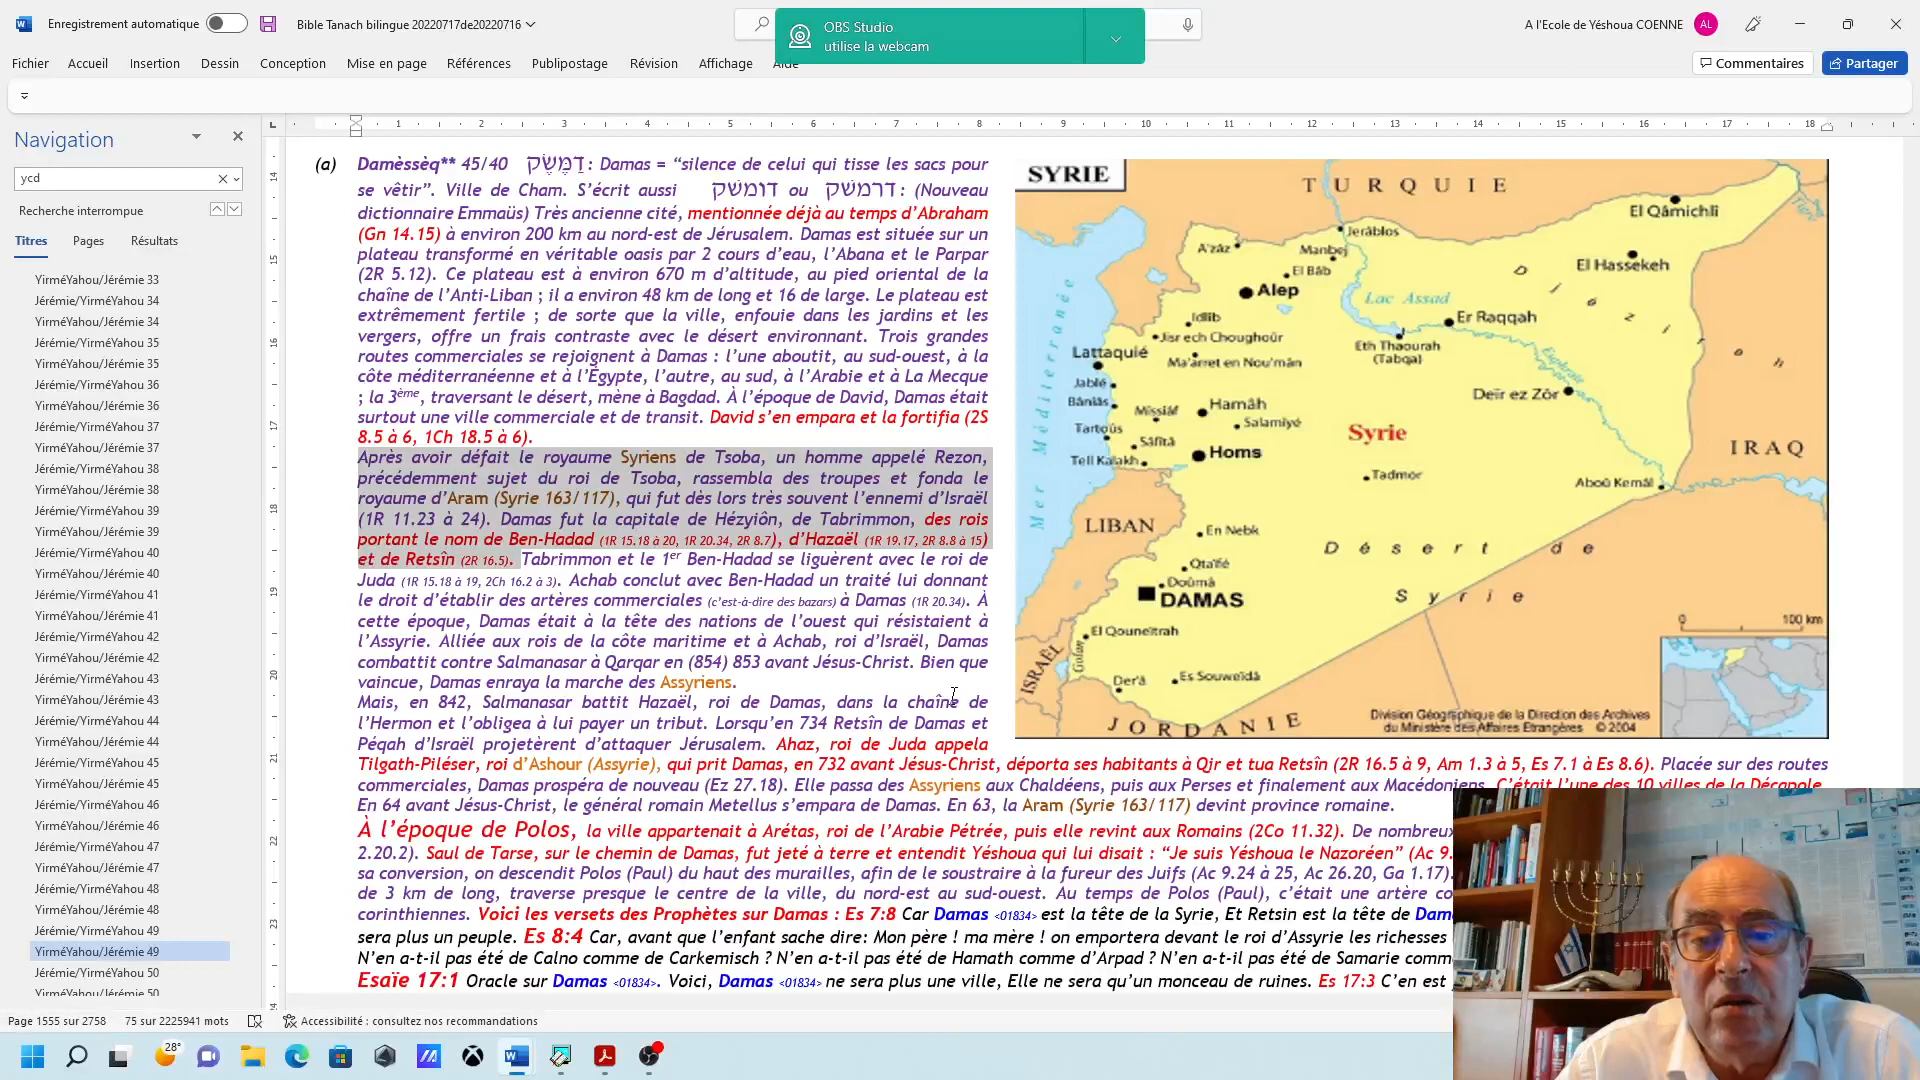 Enregistrement automatique
Bible Tanach bilingue 20220717de20220716
OBS Studio
utilise la webcam
A l'Ecole de Yéshoua COENNE
AL
Fichier Accueil Insertion Dessin Conception Mise en page Références Publipostage Révision Affichage Aide
Commentaires
Partager
Navigation
ycd
Recherche interrompue
Titres Pages Résultats
YirméYahou/Jérémie 33
Jérémie/YirméYahou 34
Jérémie/YirméYahou 34
YirméYahou/Jérémie 35
Jérémie/YirméYahou 35
YirméYahou/Jérémie 36
YirméYahou/Jérémie 36
YirméYahou/Jérémie 37
YirméYahou/Jérémie 37
YirméYahou/Jérémie 38
YirméYahou/Jérémie 38
YirméYahou/Jérémie 39
YirméYahou/Jérémie 39
YirméYahou/Jérémie 40
YirméYahou/Jérémie 40
YirméYahou/Jérémie 41
YirméYahou/Jérémie 41
YirméYahou/Jérémie 42
YirméYahou/Jérémie 42
YirméYahou/Jérémie 43
YirméYahou/Jérémie 43
YirméYahou/Jérémie 44
YirméYahou/Jérémie 44
YirméYahou/Jérémie 45
YirméYahou/Jérémie 45
YirméYahou/Jérémie 46
YirméYahou/Jérémie 46
YirméYahou/Jérémie 47
YirméYahou/Jérémie 47
YirméYahou/Jérémie 48
YirméYahou/Jérémie 48
YirméYahou/Jérémie 49
YirméYahou/Jérémie 49
Jérémie/YirméYahou 50
Jérémie/YirméYahou 50
(a) Damèssèq** 45/40 דַּמֶּשֶׂק : Damas = “silence de celui qui tisse les sacs pour
se vêtir”. Ville de Cham. S’écrit aussi דומשק ou דרמשק : (Nouveau
dictionnaire Emmaüs) Très ancienne cité, mentionnée déjà au temps d’Abraham
(Gn 14.15) à environ 200 km au nord-est de Jérusalem. Damas est située sur un
plateau transformé en véritable oasis par 2 cours d’eau, l’Abana et le Parpar
(2R 5.12). Ce plateau est à environ 670 m d’altitude, au pied oriental de la
chaîne de l’Anti-Liban ; il a environ 48 km de long et 16 de large. Le plateau est
extrêmement fertile ; de sorte que la ville, enfouie dans les jardins et les
vergers, offre un frais contraste avec le désert environnant. Trois grandes
routes commerciales se rejoignent à Damas : l’une aboutit, au sud-ouest, à la
côte méditerranéenne et à l’Égypte, l’autre, au sud, à l’Arabie et à La Mecque
; la 3ème, traversant le désert, mène à Bagdad. À l’époque de David, Damas était
surtout une ville commerciale et de transit. David s’en empara et la fortifia (2S
8.5 à 6, 1Ch 18.5 à 6).
Après avoir défait le royaume Syriens de Tsoba, un homme appelé Rezon,
précédemment sujet du roi de Tsoba, rassembla des troupes et fonda le
royaume d’Aram (Syrie 163/117), qui fut dès lors très souvent l’ennemi d’Israël
(1R 11.23 à 24). Damas fut la capitale de Hézyiôn, de Tabrimmon, des rois
portant le nom de Ben-Hadad (1R 15.18 à 20, 1R 20.34, 2R 8.7), d’Hazaël (1R 19.17, 2R 8.8 à 15)
et de Retsîn (2R 16.5). Tabrimmon et le 1er Ben-Hadad se liguèrent avec le roi de
Juda (1R 15.18 à 19, 2Ch 16.2 à 3). Achab conclut avec Ben-Hadad un traité lui donnant
le droit d’établir des artères commerciales (c’est-à-dire des bazars) à Damas (1R 20.34). À
cette époque, Damas était à la tête des nations de l’ouest qui résistaient à
l’Assyrie. Alliée aux rois de la côte maritime et à Achab, roi d’Israël, Damas
combattit contre Salmanasar à Qarqar en (854) 853 avant Jésus-Christ. Bien que
vaincue, Damas enraya la marche des Assyriens.
Mais, en 842, Salmanasar battit Hazaël, roi de Damas, dans la chaîne de
l’Hermon et l’obligea à lui payer un tribut. Lorsqu’en 734 Retsîn de Damas et
Péqah d’Israël projetèrent d’attaquer Jérusalem. Ahaz, roi de Juda appela
Tilgath-Piléser, roi d’Ashour (Assyrie), qui prit Damas, en 732 avant Jésus-Christ, déporta ses habitants à Qir et tua Retsîn (2R 16.5 à 9, Am 1.3 à 5, Es 7.1 à Es 8.6). Placée sur des routes
commerciales, Damas prospéra de nouveau (Ez 27.18). Elle passa des Assyriens aux Chaldéens, puis aux Perses et finalement aux Macédoniens. C’était l’une des 10 villes de la Décapole.
En 64 avant Jésus-Christ, le général romain Metellus s’empara de Damas. En 63, la Aram (Syrie 163/117) devint province romaine.
À l’époque de Polos, la ville appartenait à Arétas, roi de l’Arabie Pétrée, puis elle revint aux Romains (2Co 11.32). De nombreux
2.20.2). Saul de Tarse, sur le chemin de Damas, fut jeté à terre et entendit Yéshoua qui lui disait : “Je suis Yéshoua le Nazoréen” (Ac 9.
sa conversion, on descendit Polos (Paul) du haut des murailles, afin de le soustraire à la fureur des Juifs (Ac 9.24 à 25, Ac 26.20, Ga 1.17).
de 3 km de long, traverse presque le centre de la ville, du nord-est au sud-ouest. Au temps de Polos (Paul), c’était une artère co
corinthiennes. Voici les versets des Prophètes sur Damas : Es 7:8 Car Damas <01834> est la tête de la Syrie, Et Retsin est la tête de Dam
sera plus un peuple. Es 8:4 Car, avant que l’enfant sache dire: Mon père ! ma mère ! on emportera devant le roi d’Assyrie les richesses
N’en a-t-il pas été de Calno comme de Carkemisch ? N’en a-t-il pas été de Hamath comme d’Arpad ? N’en a-t-il pas été de Samarie comm
Esaïe 17:1 Oracle sur Damas <01834>. Voici, Damas <01834> ne sera plus une ville, Elle ne sera qu’un monceau de ruines. Es 17:3 C’en est
SYRIE
TURQUIE
El Qâmichlî
Jerâblos
A'zâz
Manbej
El Bâb
El Hassekeh
Alep
D j é z i r a h
Lac Assad
Idlib
Er Raqqah
Jisr ech Choughoûr
Eth Thaourah
(Tabqa)
Lattaquié
Ma'arret en Nou'mân
Euphrate
Jablé
Deïr ez Zôr
Bâniâs
Missiâf
Hamâh
Salamiyé
Tartoûs
Sâfîtâ
Syrie
Mer Méditerranée
Tell Kalakh
Homs
IRAQ
Tadmor
Aboû Kemâl
LIBAN
En Nebk
Désert de
Qtaïfé
Doûmâ
Syrie
DAMAS
El Qouneïtrah
0 100 km
Golan
ISRAËL
Der'â
Es Souweïdâ
JORDANIE
Division Géographique de la Direction des Archives
du Ministère des Affaires Etrangères © 2004
Page 1555 sur 2758 75 sur 2225941 mots Accessibilité : consultez nos recommandations
28°